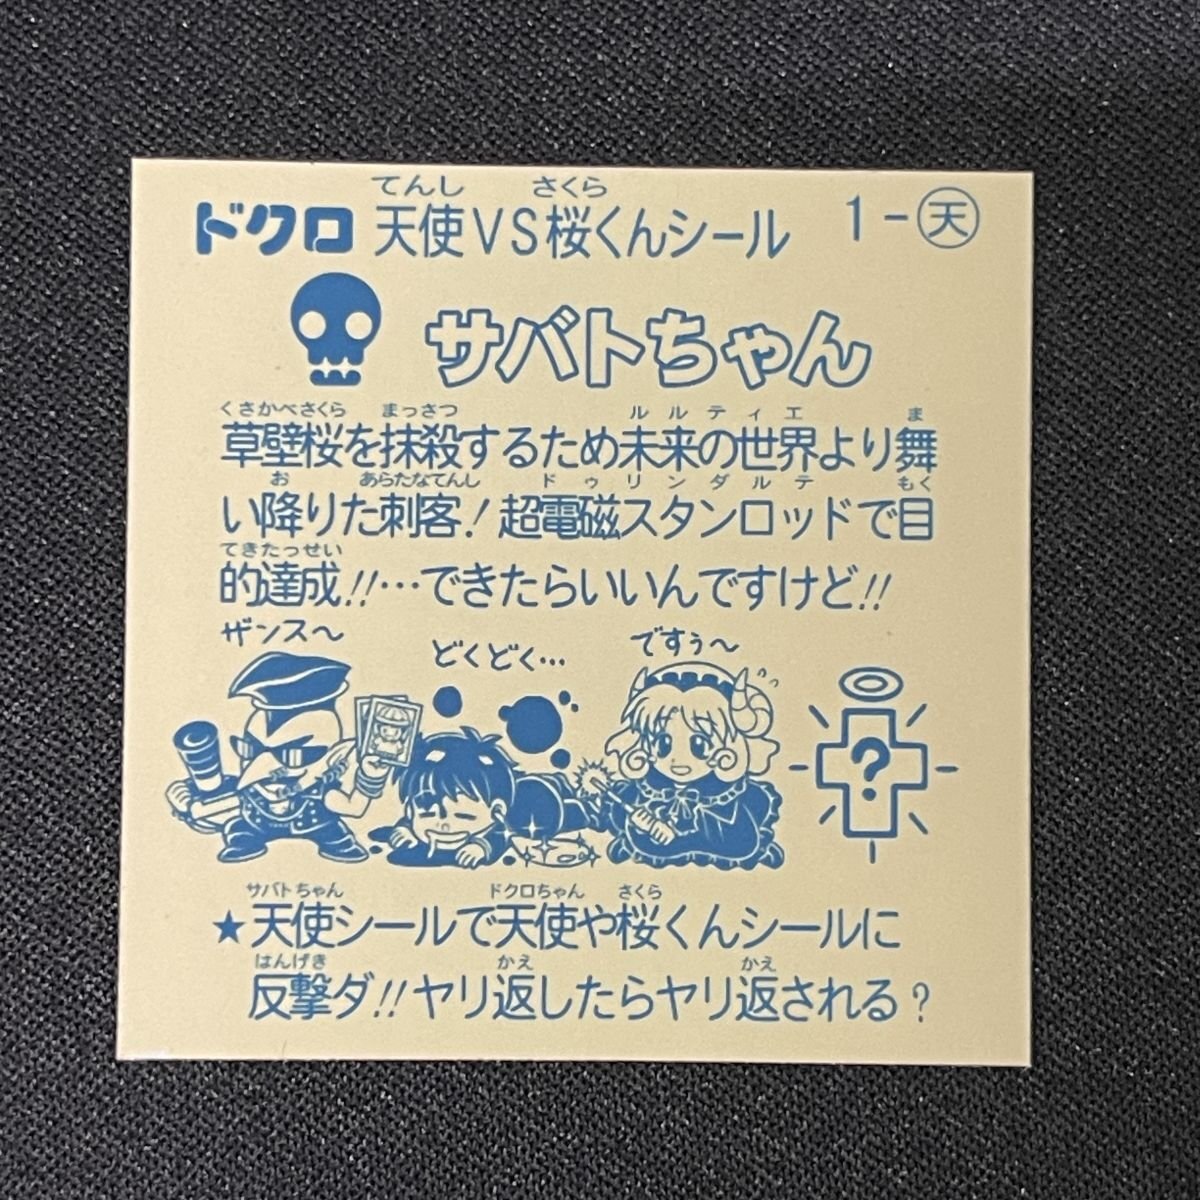 てんし さくら
ドクロ 天使VS桜くんシール 1-天
サバトちゃん
くさかべさくら まっさつ ルルティエ ま
草壁桜を抹殺するため未来の世界より舞
お あらたなてんし ドゥリンダルテ もく
い降りた刺客!超電磁スタンロッドで目
てきたっせい
的達成!!…できたらいいんですけど!!
ザンス〜 どくどく… ですぅ〜
?
サバトちゃん ドクロちゃん さくら
★天使シールで天使や桜くんシールに
はんげき かえ かえ
反撃ダ!!ヤリ返したらヤリ返される?